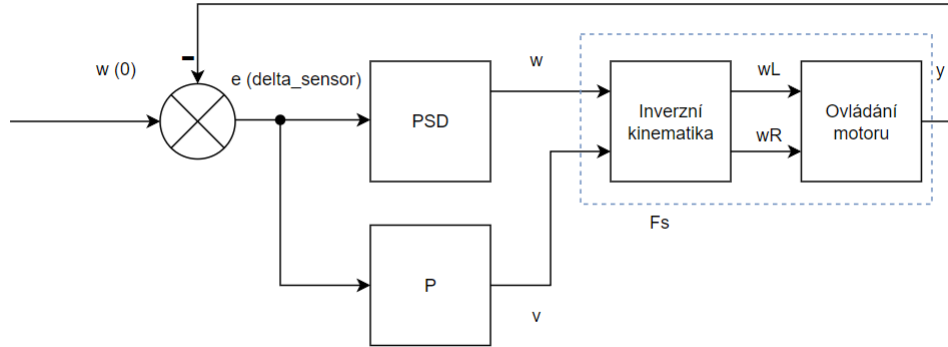 w (0)
-
e (delta_sensor)
PSD
w
Inverzní
kinematika
wL
wR
Ovládání
motoru
y
Fs
P
v